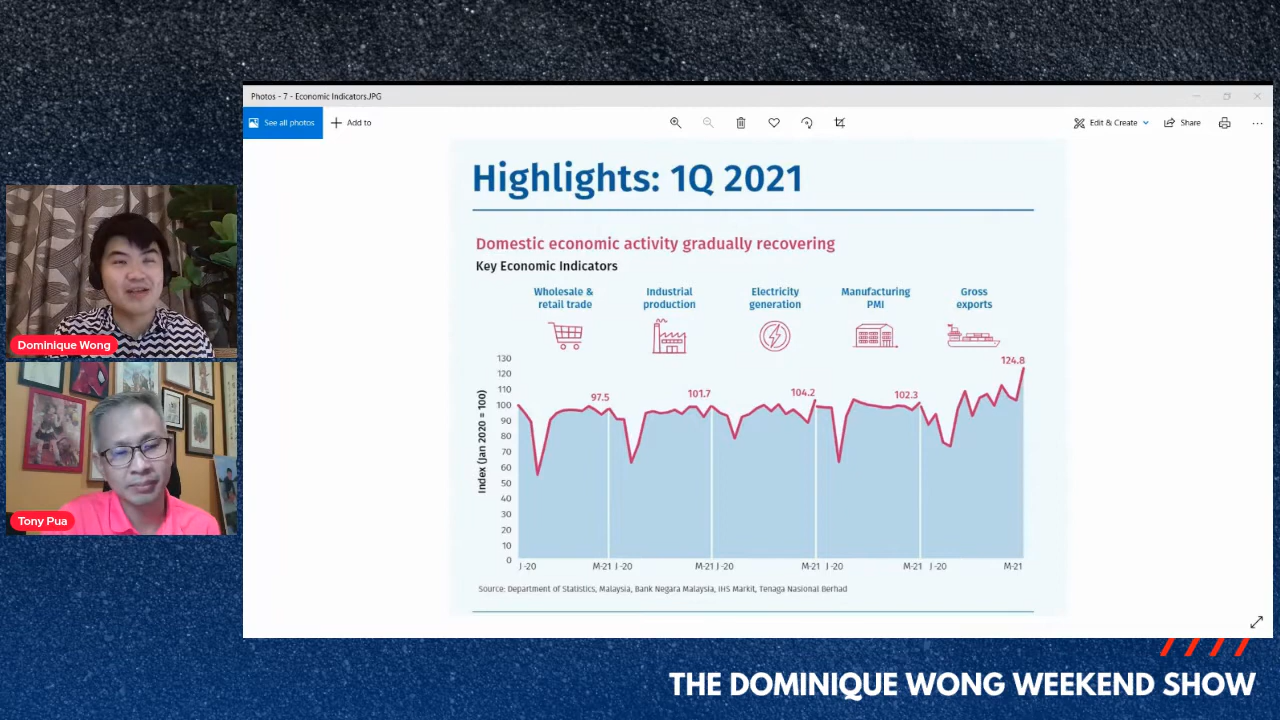 Photos - 7 - Economic Indicators.JPG
See all photos
Add to
Edit & Create
Share
Highlights: 1Q 2021
Domestic economic activity gradually recovering
Key Economic Indicators
Wholesale &
retail trade
Industrial
production
Electricity
generation
Manufacturing
PMI
Gross
exports
Index (Jan 2020 = 100)
130
120
110
100
90
80
70
60
50
40
30
20
10
0
97.5
101.7
104.2
102.3
124.8
J -20 M-21 J -20 M-21 J -20 M-21 J -20 M-21 J -20 M-21
Source: Department of Statistics, Malaysia, Bank Negara Malaysia, IHS Markit, Tenaga Nasional Berhad
Dominique Wong
Tony Pua
THE DOMINIQUE WONG WEEKEND SHOW